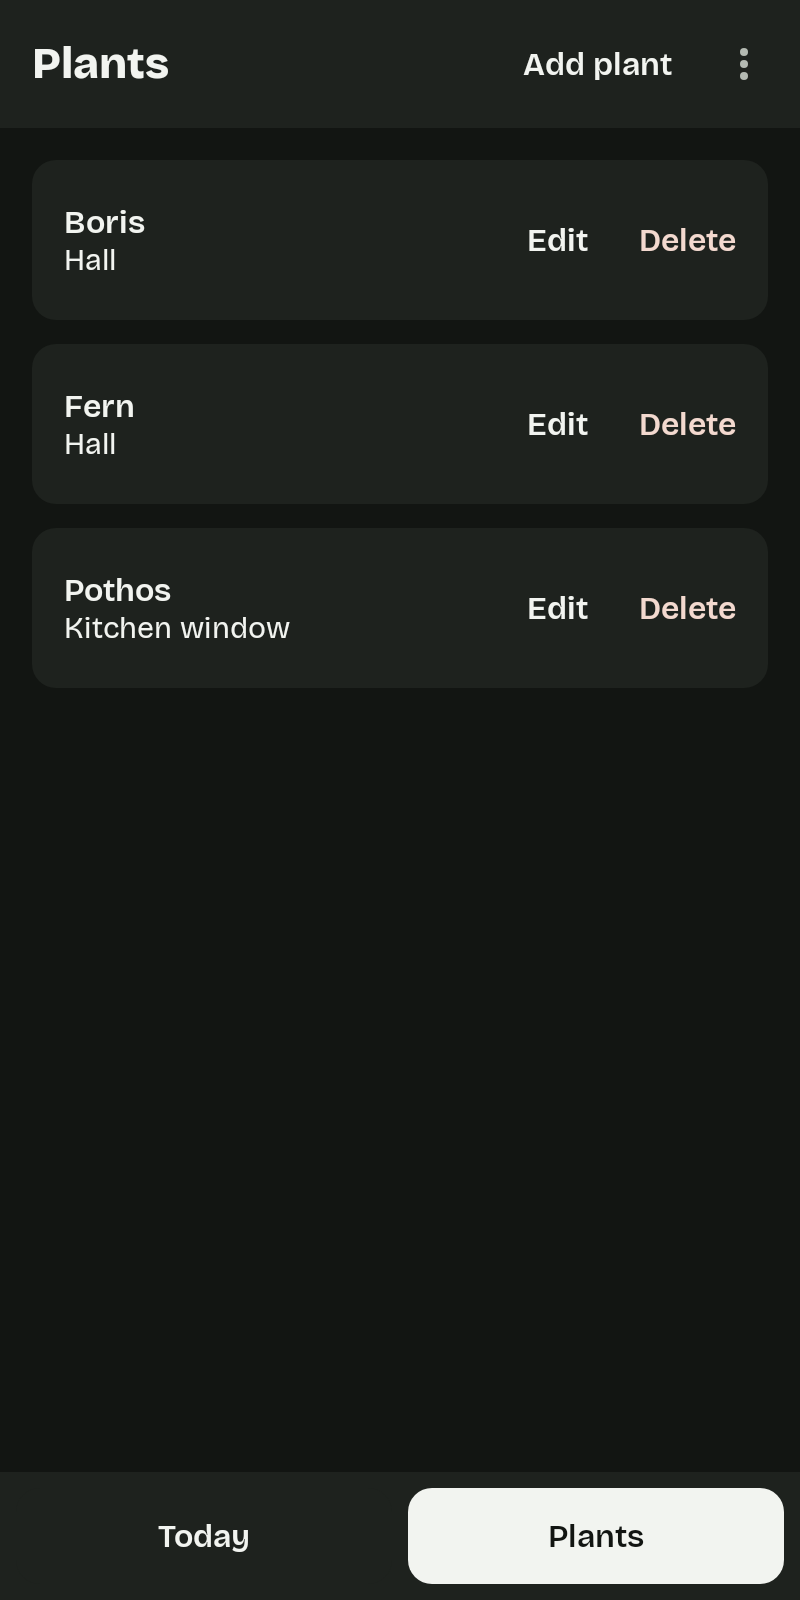 Plants
Add plant
Boris
Hall
Edit
Delete
Fern
Hall
Edit
Delete
Pothos
Kitchen window
Edit
Delete
Today
Plants